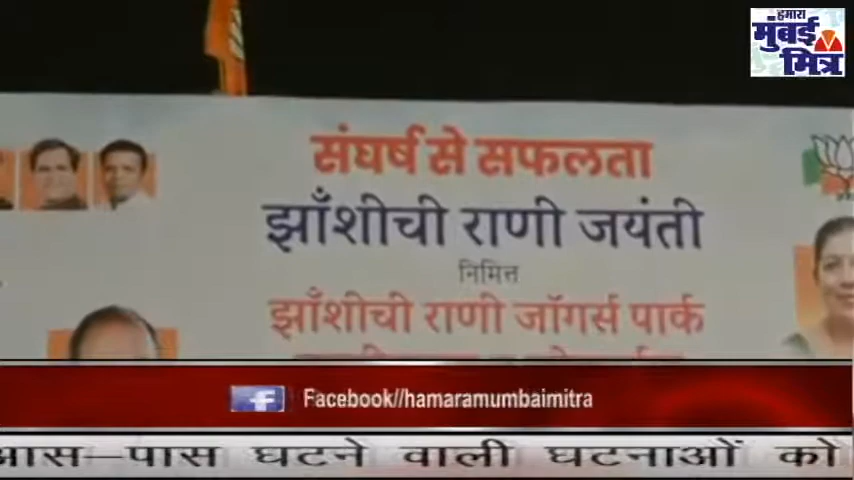 हमारा
मुंबई
मित्र
संघर्ष से सफलता
झाँशीची राणी जयंती
निमित्त
झाँशीची राणी जॉगर्स पार्क
Facebook//hamaramumbaimitra
आस-पास घटने वाली घटनाओं को